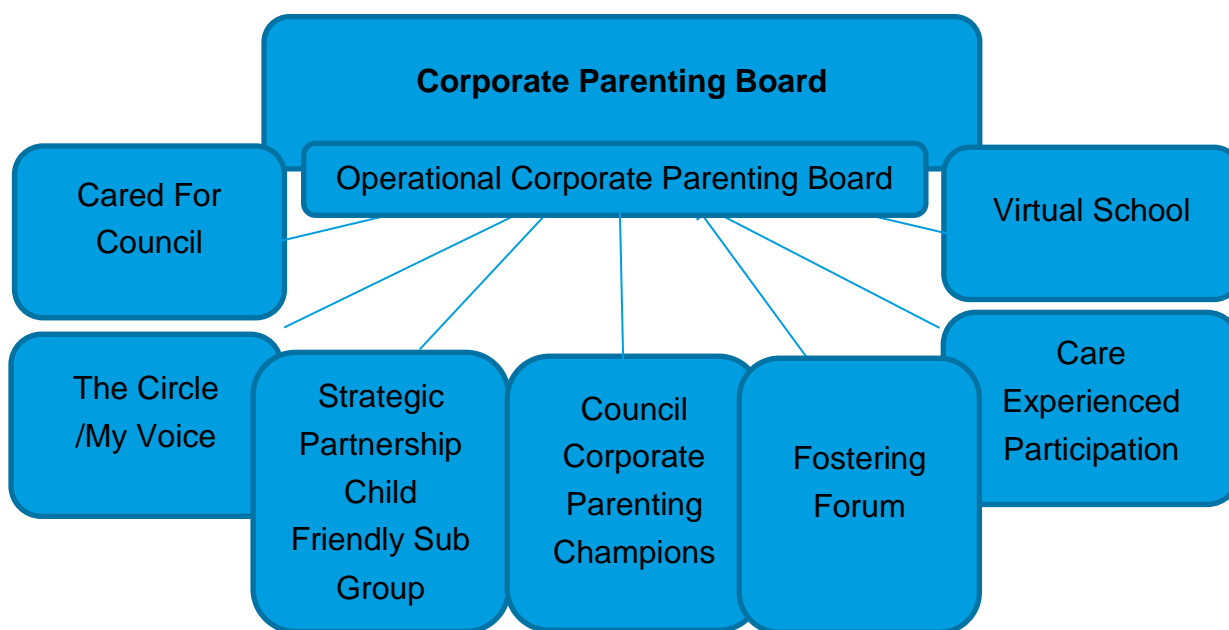 Corporate Parenting Board
Operational Corporate Parenting Board
Cared For
Council
Virtual School
The Circle
/My Voice
Strategic
Partnership
Child
Friendly Sub
Group
Council
Corporate
Parenting
Champions
Fostering
Forum
Care
Experienced
Participation